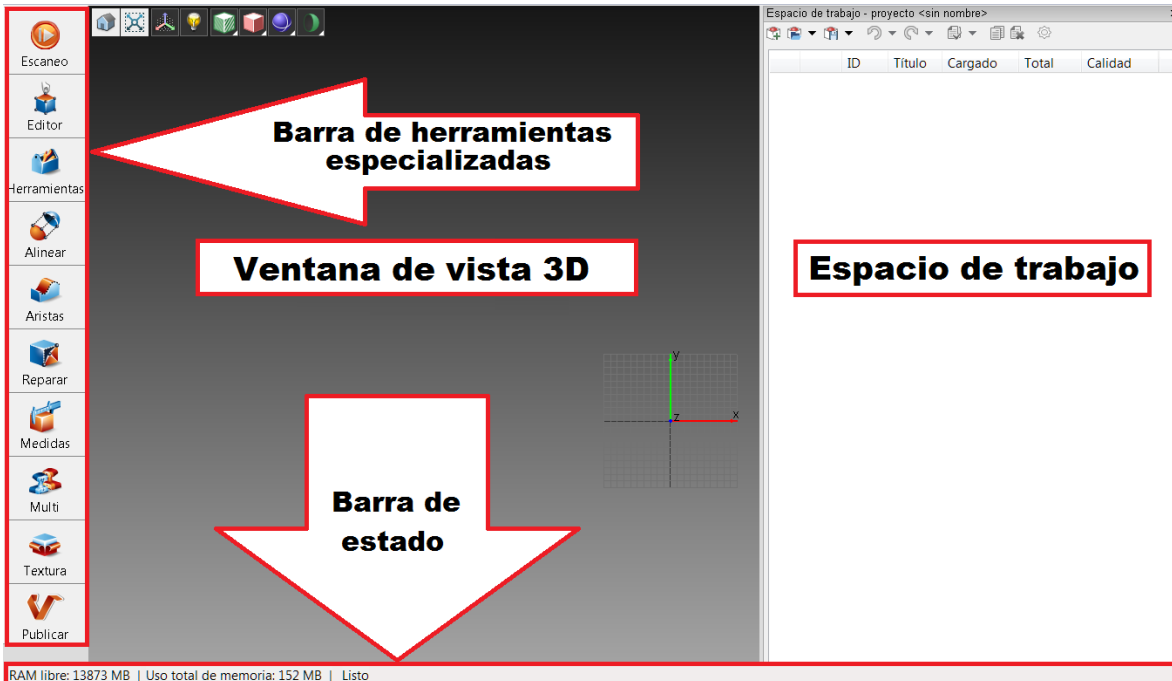 Escaneo
Editor
Herramientas
Alinear
Aristas
Reparar
Medidas
Multi
Textura
Publicar
Barra de herramientas
especializadas
Ventana de vista 3D
y
z
x
Barra de
estado
Espacio de trabajo - proyecto <sin nombre>
ID Título Cargado Total Calidad
Espacio de trabajo
RAM libre: 13873 MB | Uso total de memoria: 152 MB | Listo